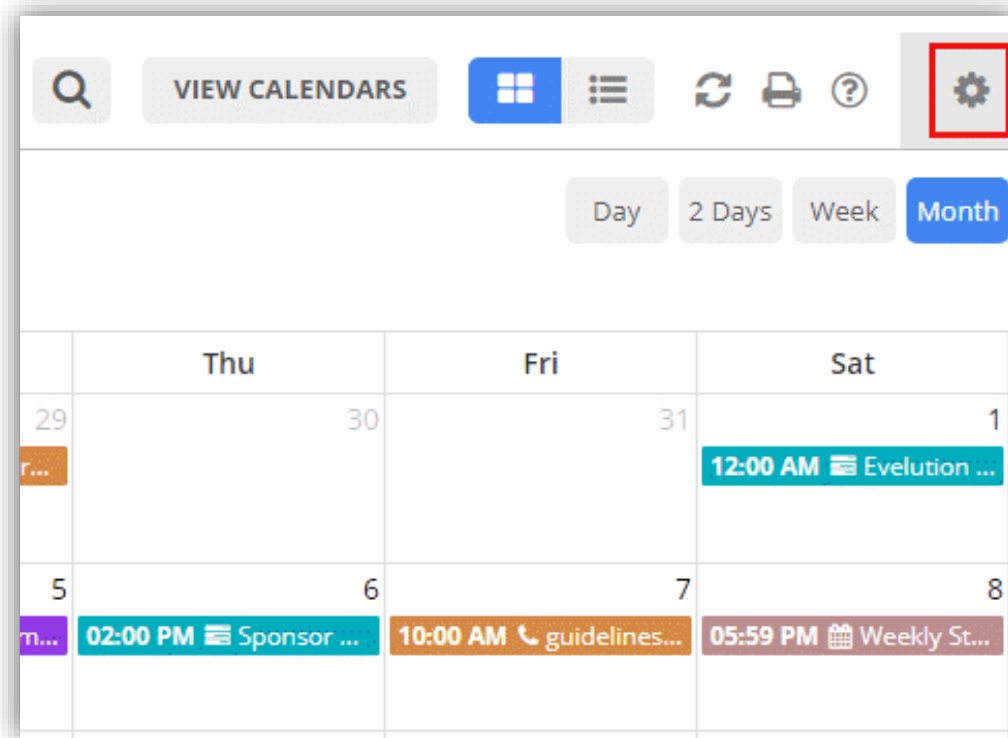 VIEW CALENDARS
Day 2 Days Week Month
Thu Fri Sat
29 30 31 1
r... 12:00 AM Evelution ...
5 6 7 8
m... 02:00 PM Sponsor ... 10:00 AM guidelines... 05:59 PM Weekly St...